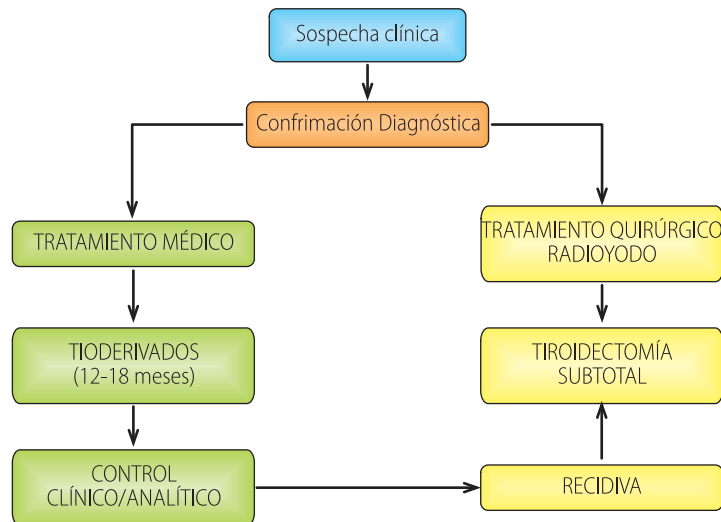 Sospecha clínica
Confrimación Diagnóstica
TRATAMIENTO MÉDICO
TRATAMIENTO QUIRÚRGICO
RADIOYODO
TIODERIVADOS
(12-18 meses)
TIROIDECTOMÍA
SUBTOTAL
CONTROL
CLÍNICO/ANALÍTICO
RECIDIVA